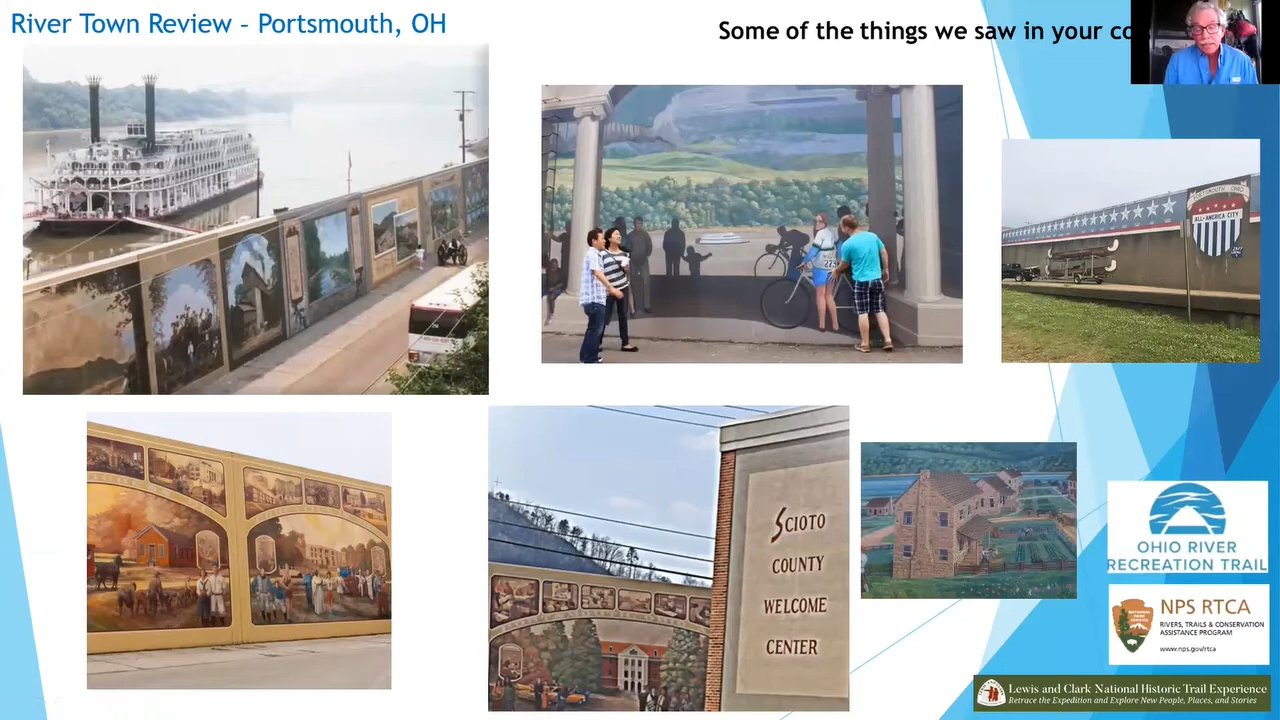 River Town Review – Portsmouth, OH
Some of the things we saw in your co
PORTSMOUTH OHIO
ALL-AMERICA CITY
273
SCIOTO
COUNTY
WELCOME
CENTER
OHIO RIVER
RECREATION TRAIL
NPS RTCA
RIVERS, TRAILS & CONSERVATION
ASSISTANCE PROGRAM
www.nps.gov/rtca
Lewis and Clark National Historic Trail Experience
Retrace the Expedition and Explore New People, Places, and Stories